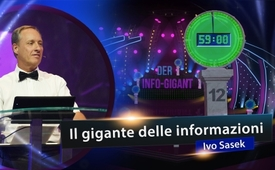 59:00
DER
INFO-GIGANT
12
Il gigante delle informazioni
Ivo Sasek